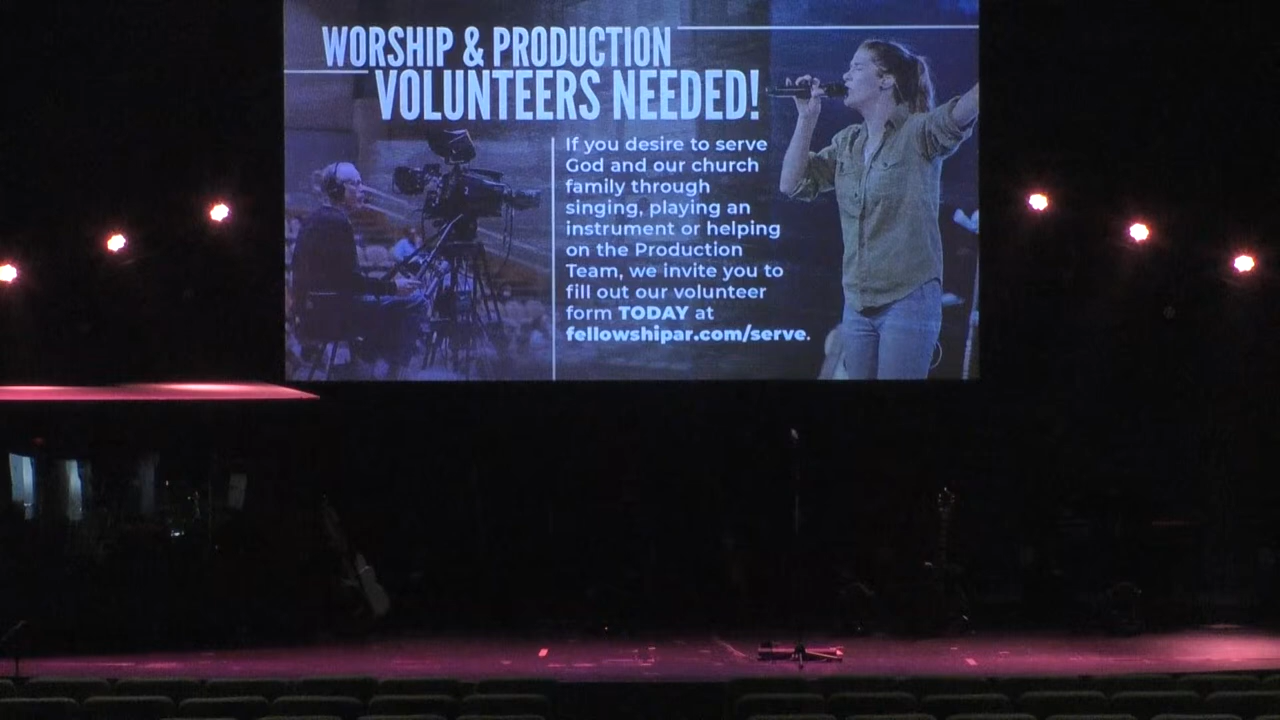 WORSHIP & PRODUCTION
VOLUNTEERS NEEDED!
If you desire to serve
God and our church
family through
singing, playing an
instrument or helping
on the Production
Team, we invite you to
fill out our volunteer
form TODAY at
fellowshipar.com/serve.